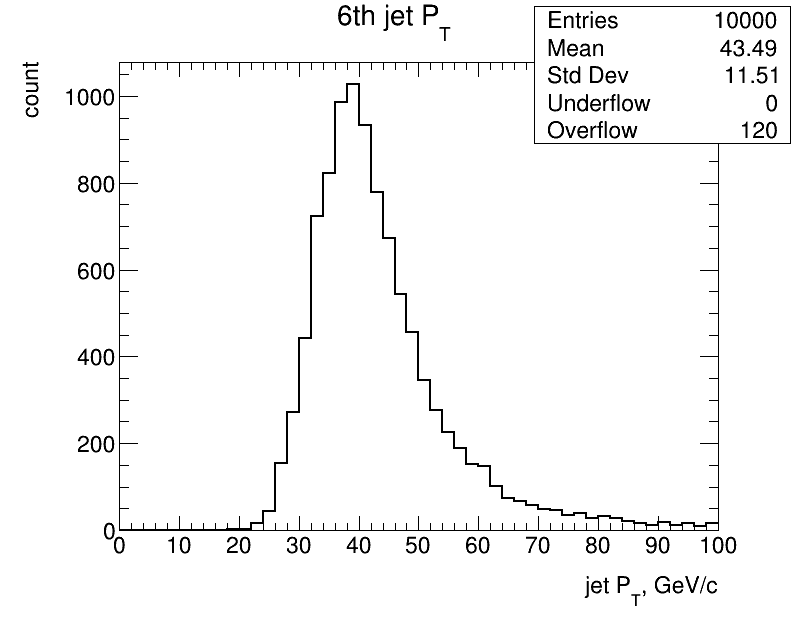 6th jet P_T
Entries 10000
Mean 43.49
Std Dev 11.51
Underflow 0
Overflow 120
count
1000
800
600
400
200
0
0 10 20 30 40 50 60 70 80 90 100
jet P_T, GeV/c